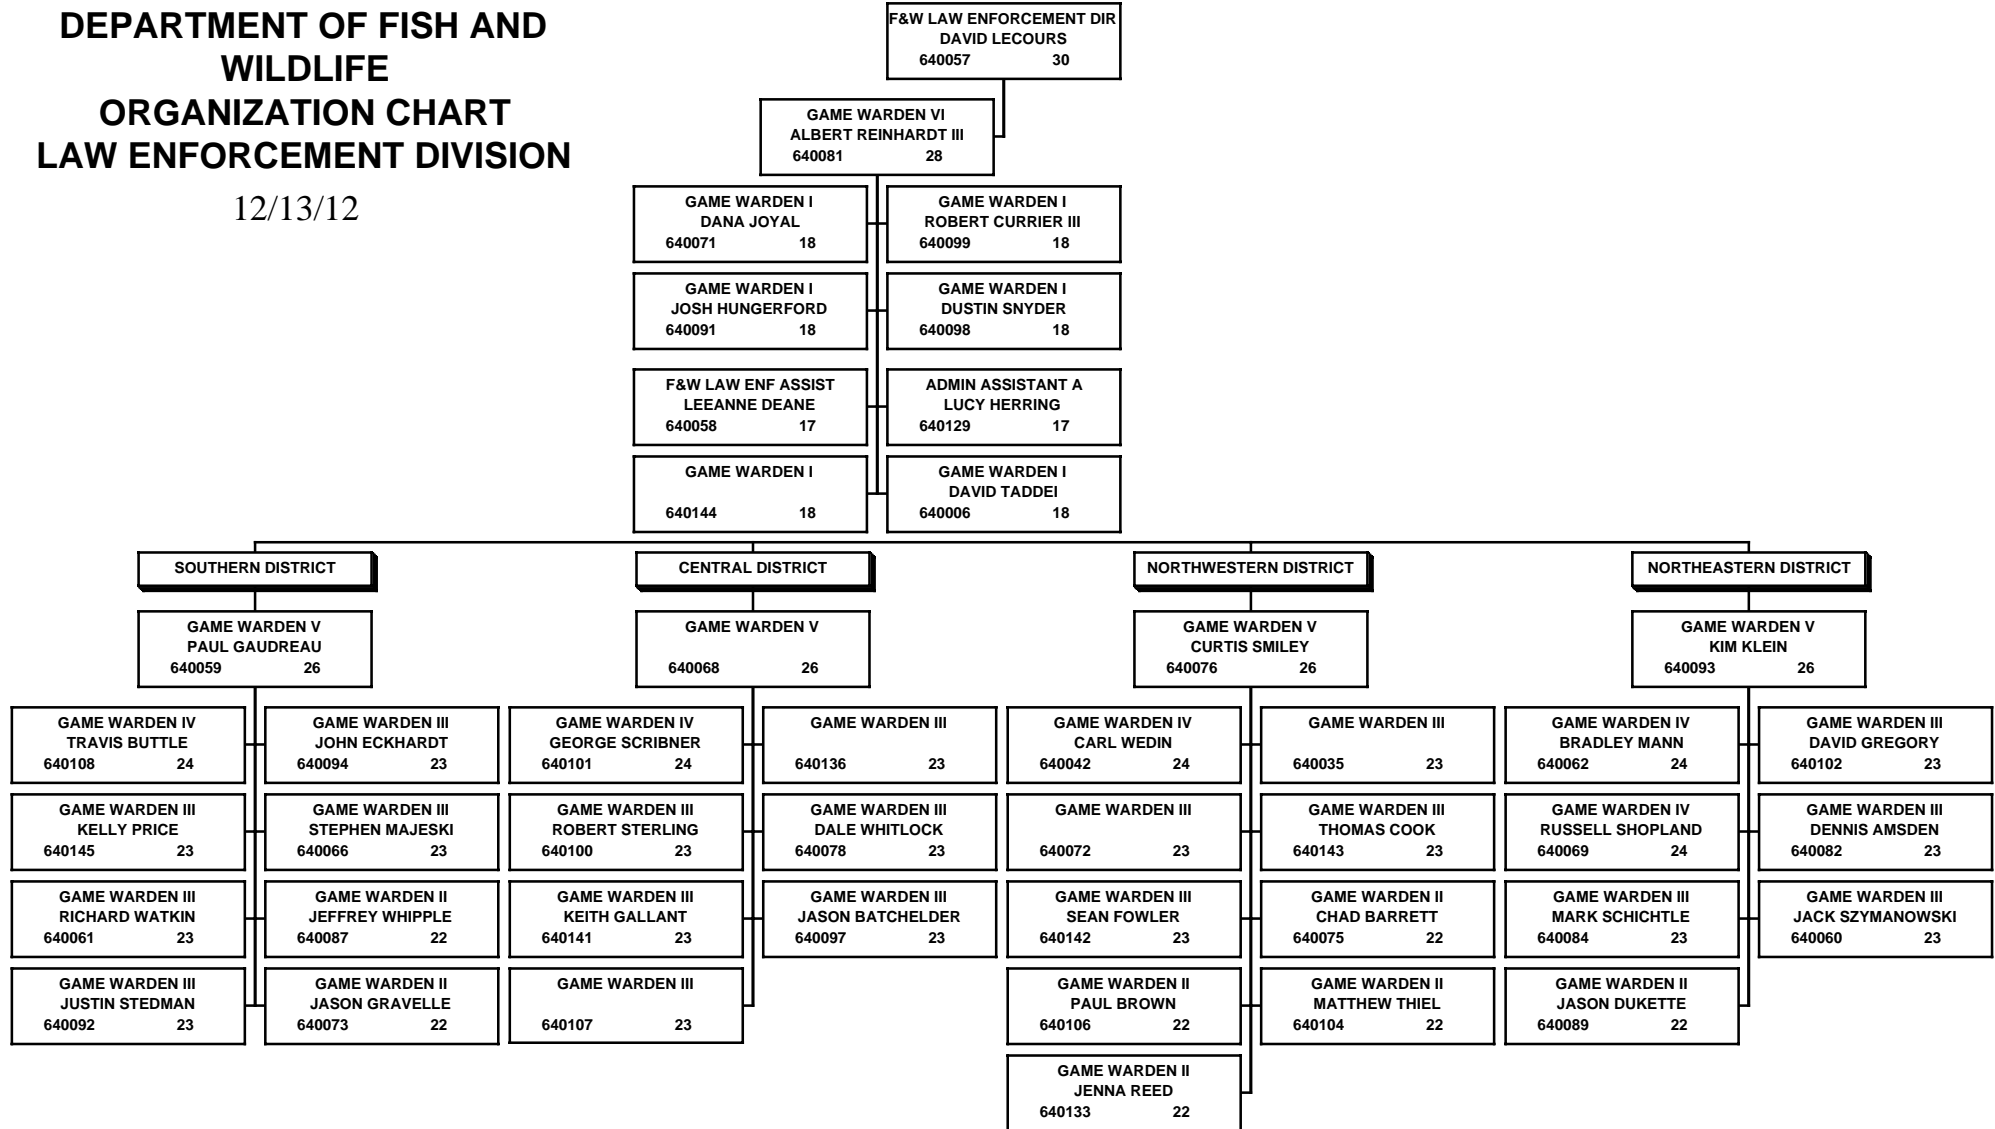 DEPARTMENT OF FISH AND
WILDLIFE
ORGANIZATION CHART
LAW ENFORCEMENT DIVISION
12/13/12
F&W LAW ENFORCEMENT DIR
DAVID LECOURS
640057 30
GAME WARDEN VI
ALBERT REINHARDT III
640081 28
GAME WARDEN I
DANA JOYAL
640071 18
GAME WARDEN I
ROBERT CURRIER III
640099 18
GAME WARDEN I
JOSH HUNGERFORD
640091 18
GAME WARDEN I
DUSTIN SNYDER
640098 18
F&W LAW ENF ASSIST
LEEANNE DEANE
640058 17
ADMIN ASSISTANT A
LUCY HERRING
640129 17
GAME WARDEN I
640144 18
GAME WARDEN I
DAVID TADDEI
640006 18
SOUTHERN DISTRICT
GAME WARDEN V
PAUL GAUDREAU
640059 26
GAME WARDEN IV
TRAVIS BUTTLE
640108 24
GAME WARDEN III
JOHN ECKHARDT
640094 23
GAME WARDEN III
KELLY PRICE
640145 23
GAME WARDEN III
STEPHEN MAJESKI
640066 23
GAME WARDEN III
RICHARD WATKIN
640061 23
GAME WARDEN II
JEFFREY WHIPPLE
640087 22
GAME WARDEN III
JUSTIN STEDMAN
640092 23
GAME WARDEN II
JASON GRAVELLE
640073 22
CENTRAL DISTRICT
GAME WARDEN V
640068 26
GAME WARDEN IV
GEORGE SCRIBNER
640101 24
GAME WARDEN III
640136 23
GAME WARDEN III
ROBERT STERLING
640100 23
GAME WARDEN III
DALE WHITLOCK
640078 23
GAME WARDEN III
KEITH GALLANT
640141 23
GAME WARDEN III
JASON BATCHELDER
640097 23
GAME WARDEN III
640107 23
NORTHWESTERN DISTRICT
GAME WARDEN V
CURTIS SMILEY
640076 26
GAME WARDEN IV
CARL WEDIN
640042 24
GAME WARDEN III
640035 23
GAME WARDEN III
640072 23
GAME WARDEN III
THOMAS COOK
640143 23
GAME WARDEN III
SEAN FOWLER
640142 23
GAME WARDEN II
CHAD BARRETT
640075 22
GAME WARDEN II
PAUL BROWN
640106 22
GAME WARDEN II
MATTHEW THIEL
640104 22
GAME WARDEN II
JENNA REED
640133 22
NORTHEASTERN DISTRICT
GAME WARDEN V
KIM KLEIN
640093 26
GAME WARDEN IV
BRADLEY MANN
640062 24
GAME WARDEN III
DAVID GREGORY
640102 23
GAME WARDEN IV
RUSSELL SHOPLAND
640069 24
GAME WARDEN III
DENNIS AMSDEN
640082 23
GAME WARDEN III
MARK SCHICHTLE
640084 23
GAME WARDEN III
JACK SZYMANOWSKI
640060 23
GAME WARDEN II
JASON DUKETTE
640089 22